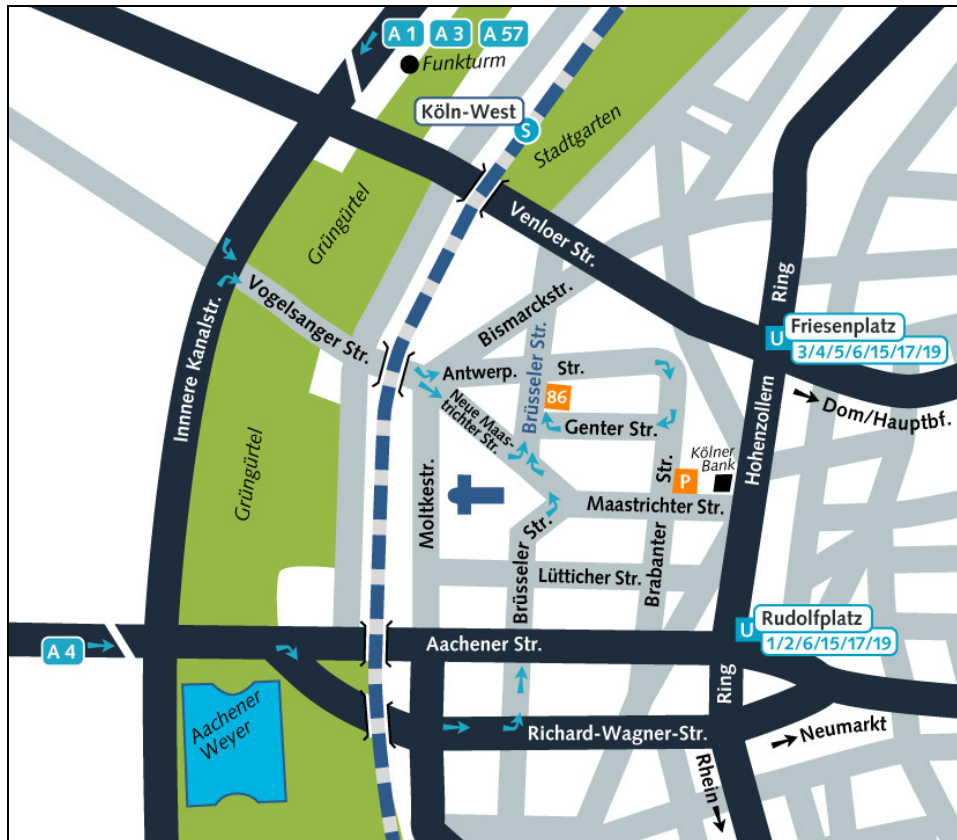 A 1 A 3 A 57
Funkturm
Köln-West
S
Stadtgarten
Grüngürtel
Venloer Str.
Ring
Vogelsanger Str.
Innnere Kanalstr.
Bismarckstr.
Brüsseler Str.
U
Friesenplatz
3/4/5/6/15/17/19
Dom/Hauptbf.
Antwerp. Str.
86
Neue Maas-
trichter Str.
Genter Str.
Hohenzollern
Kölner
Bank
Str.
P
Grüngürtel
Moltkestr.
Maastrichter Str.
Brüsseler Str.
Lütticher Str.
Brabanter
U
Rudolfplatz
1/2/6/15/17/19
A 4
Aachener Str.
Ring
Aachener
Weyer
Richard-Wagner-Str.
Neumarkt
Rhein